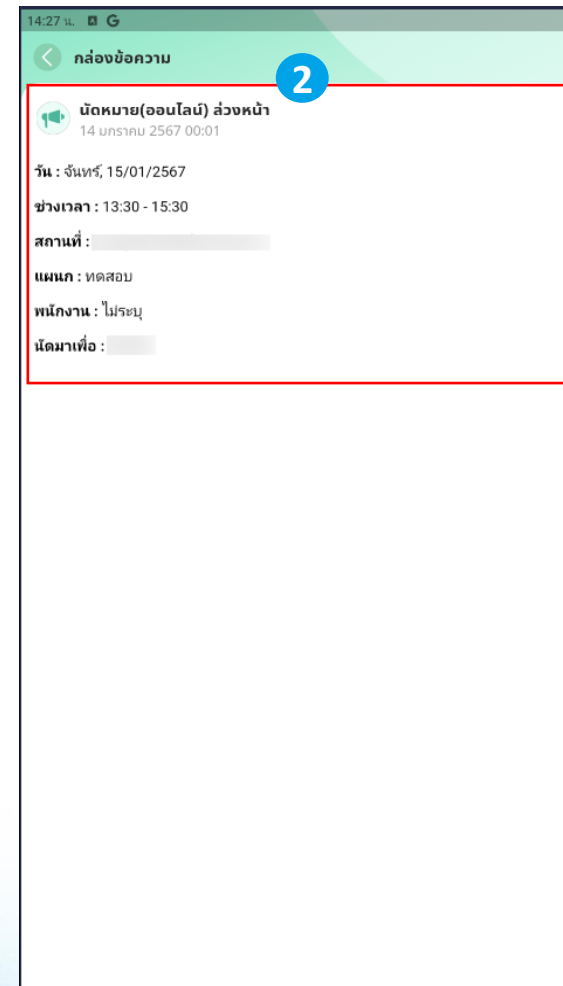 14:27 น. A G
กล่องข้อความ
2
นัดหมาย(ออนไลน์) ล่วงหน้า
14 มกราคม 2567 00:01
วัน : จันทร์, 15/01/2567
ช่วงเวลา : 13:30 - 15:30
สถานที่ :
แผนก : ทดสอบ
พนักงาน : ไม่ระบุ
นัดมาเพื่อ :